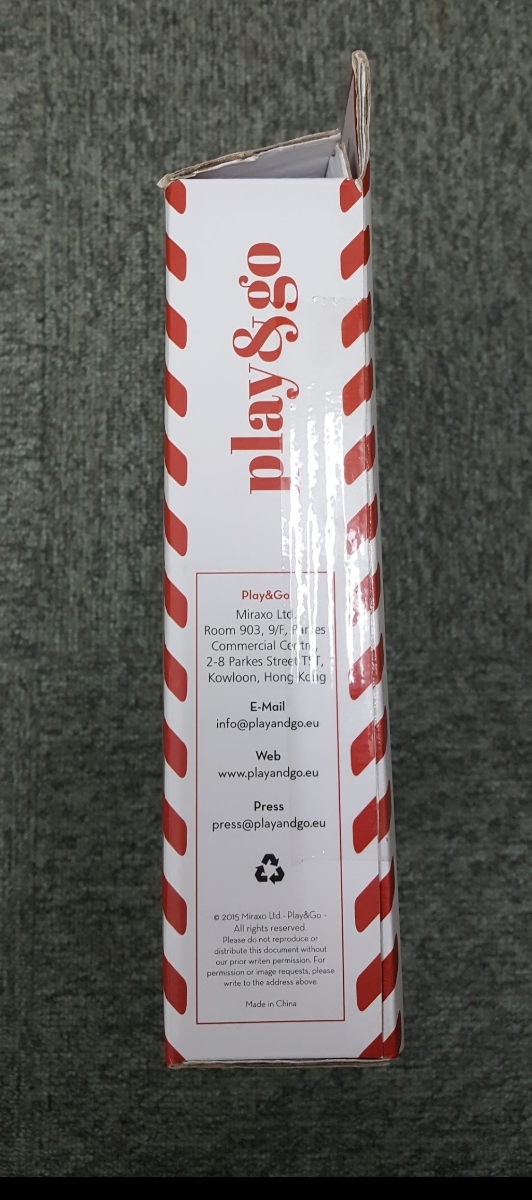 play&go
Play&Go
Miraxo Ltd.
Room 903, 9/F, Parkes
Commercial Centre,
2-8 Parkes Street TST,
Kowloon, Hong Kong
E-Mail
info@playandgo.eu
Web
www.playandgo.eu
Press
press@playandgo.eu
© 2015 Miraxo Ltd - Play&Go -
All rights reserved.
Please do not reproduce or
distribute this document without
our prior writen permission. For
permission or image requests, please
write to the address above.
Made in China